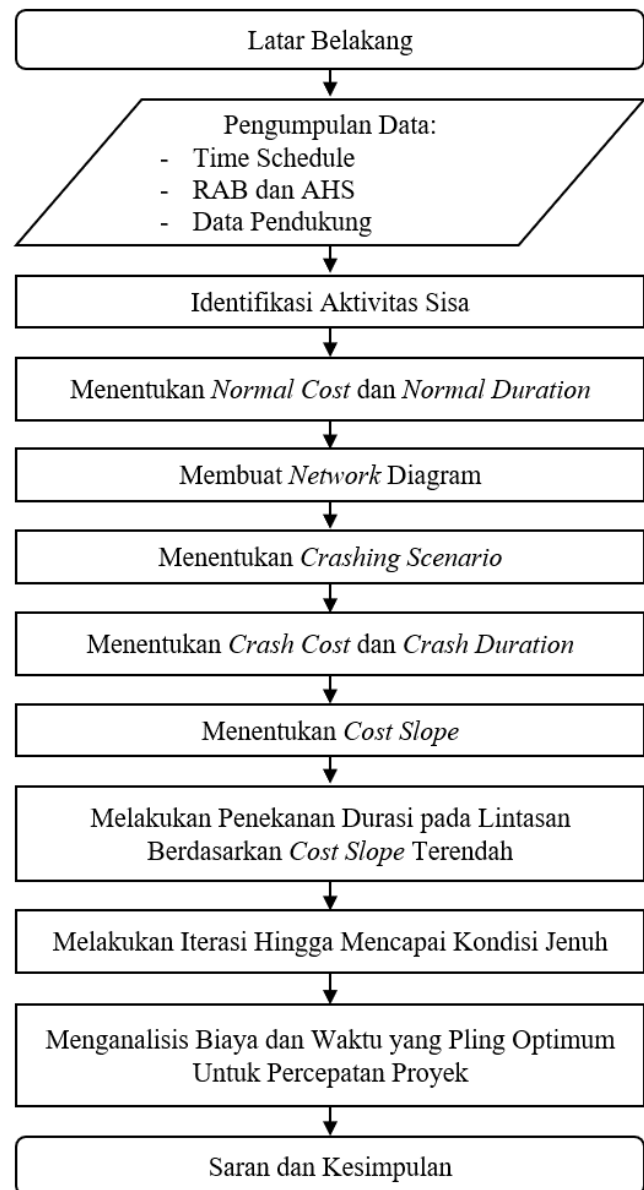 Latar Belakang
Pengumpulan Data:
- Time Schedule
- RAB dan AHS
- Data Pendukung
Identifikasi Aktivitas Sisa
Menentukan Normal Cost dan Normal Duration
Membuat Network Diagram
Menentukan Crashing Scenario
Menentukan Crash Cost dan Crash Duration
Menentukan Cost Slope
Melakukan Penekanan Durasi pada Lintasan
Berdasarkan Cost Slope Terendah
Melakukan Iterasi Hingga Mencapai Kondisi Jenuh
Menganalisis Biaya dan Waktu yang Pling Optimum
Untuk Percepatan Proyek
Saran dan Kesimpulan